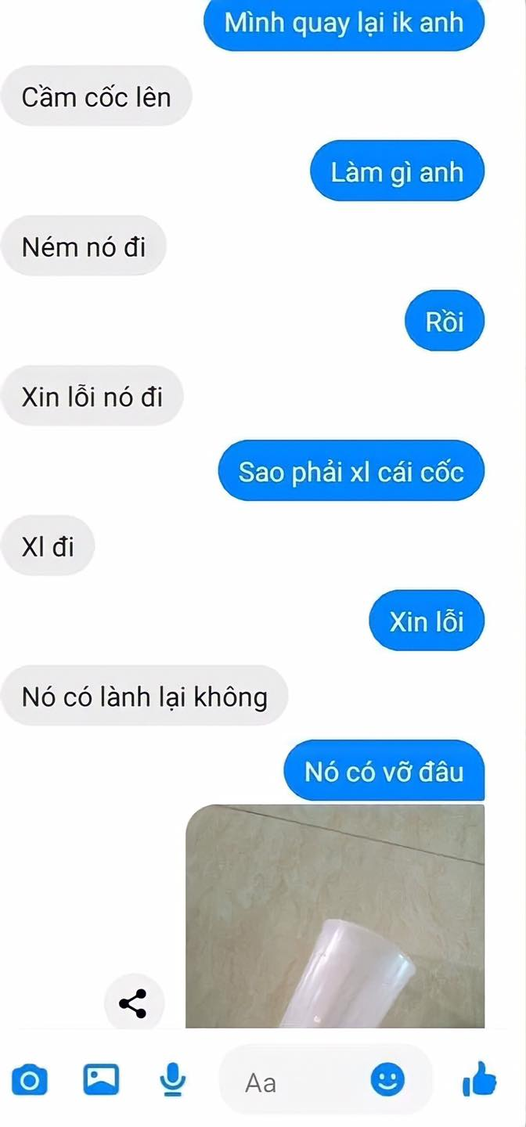 Mình quay lại ik anh
Cầm cốc lên
Làm gì anh
Ném nó đi
Rồi
Xin lỗi nó đi
Sao phải xl cái cốc
Xl đi
Xin lỗi
Nó có lành lại không
Nó có vỡ đâu
Aa